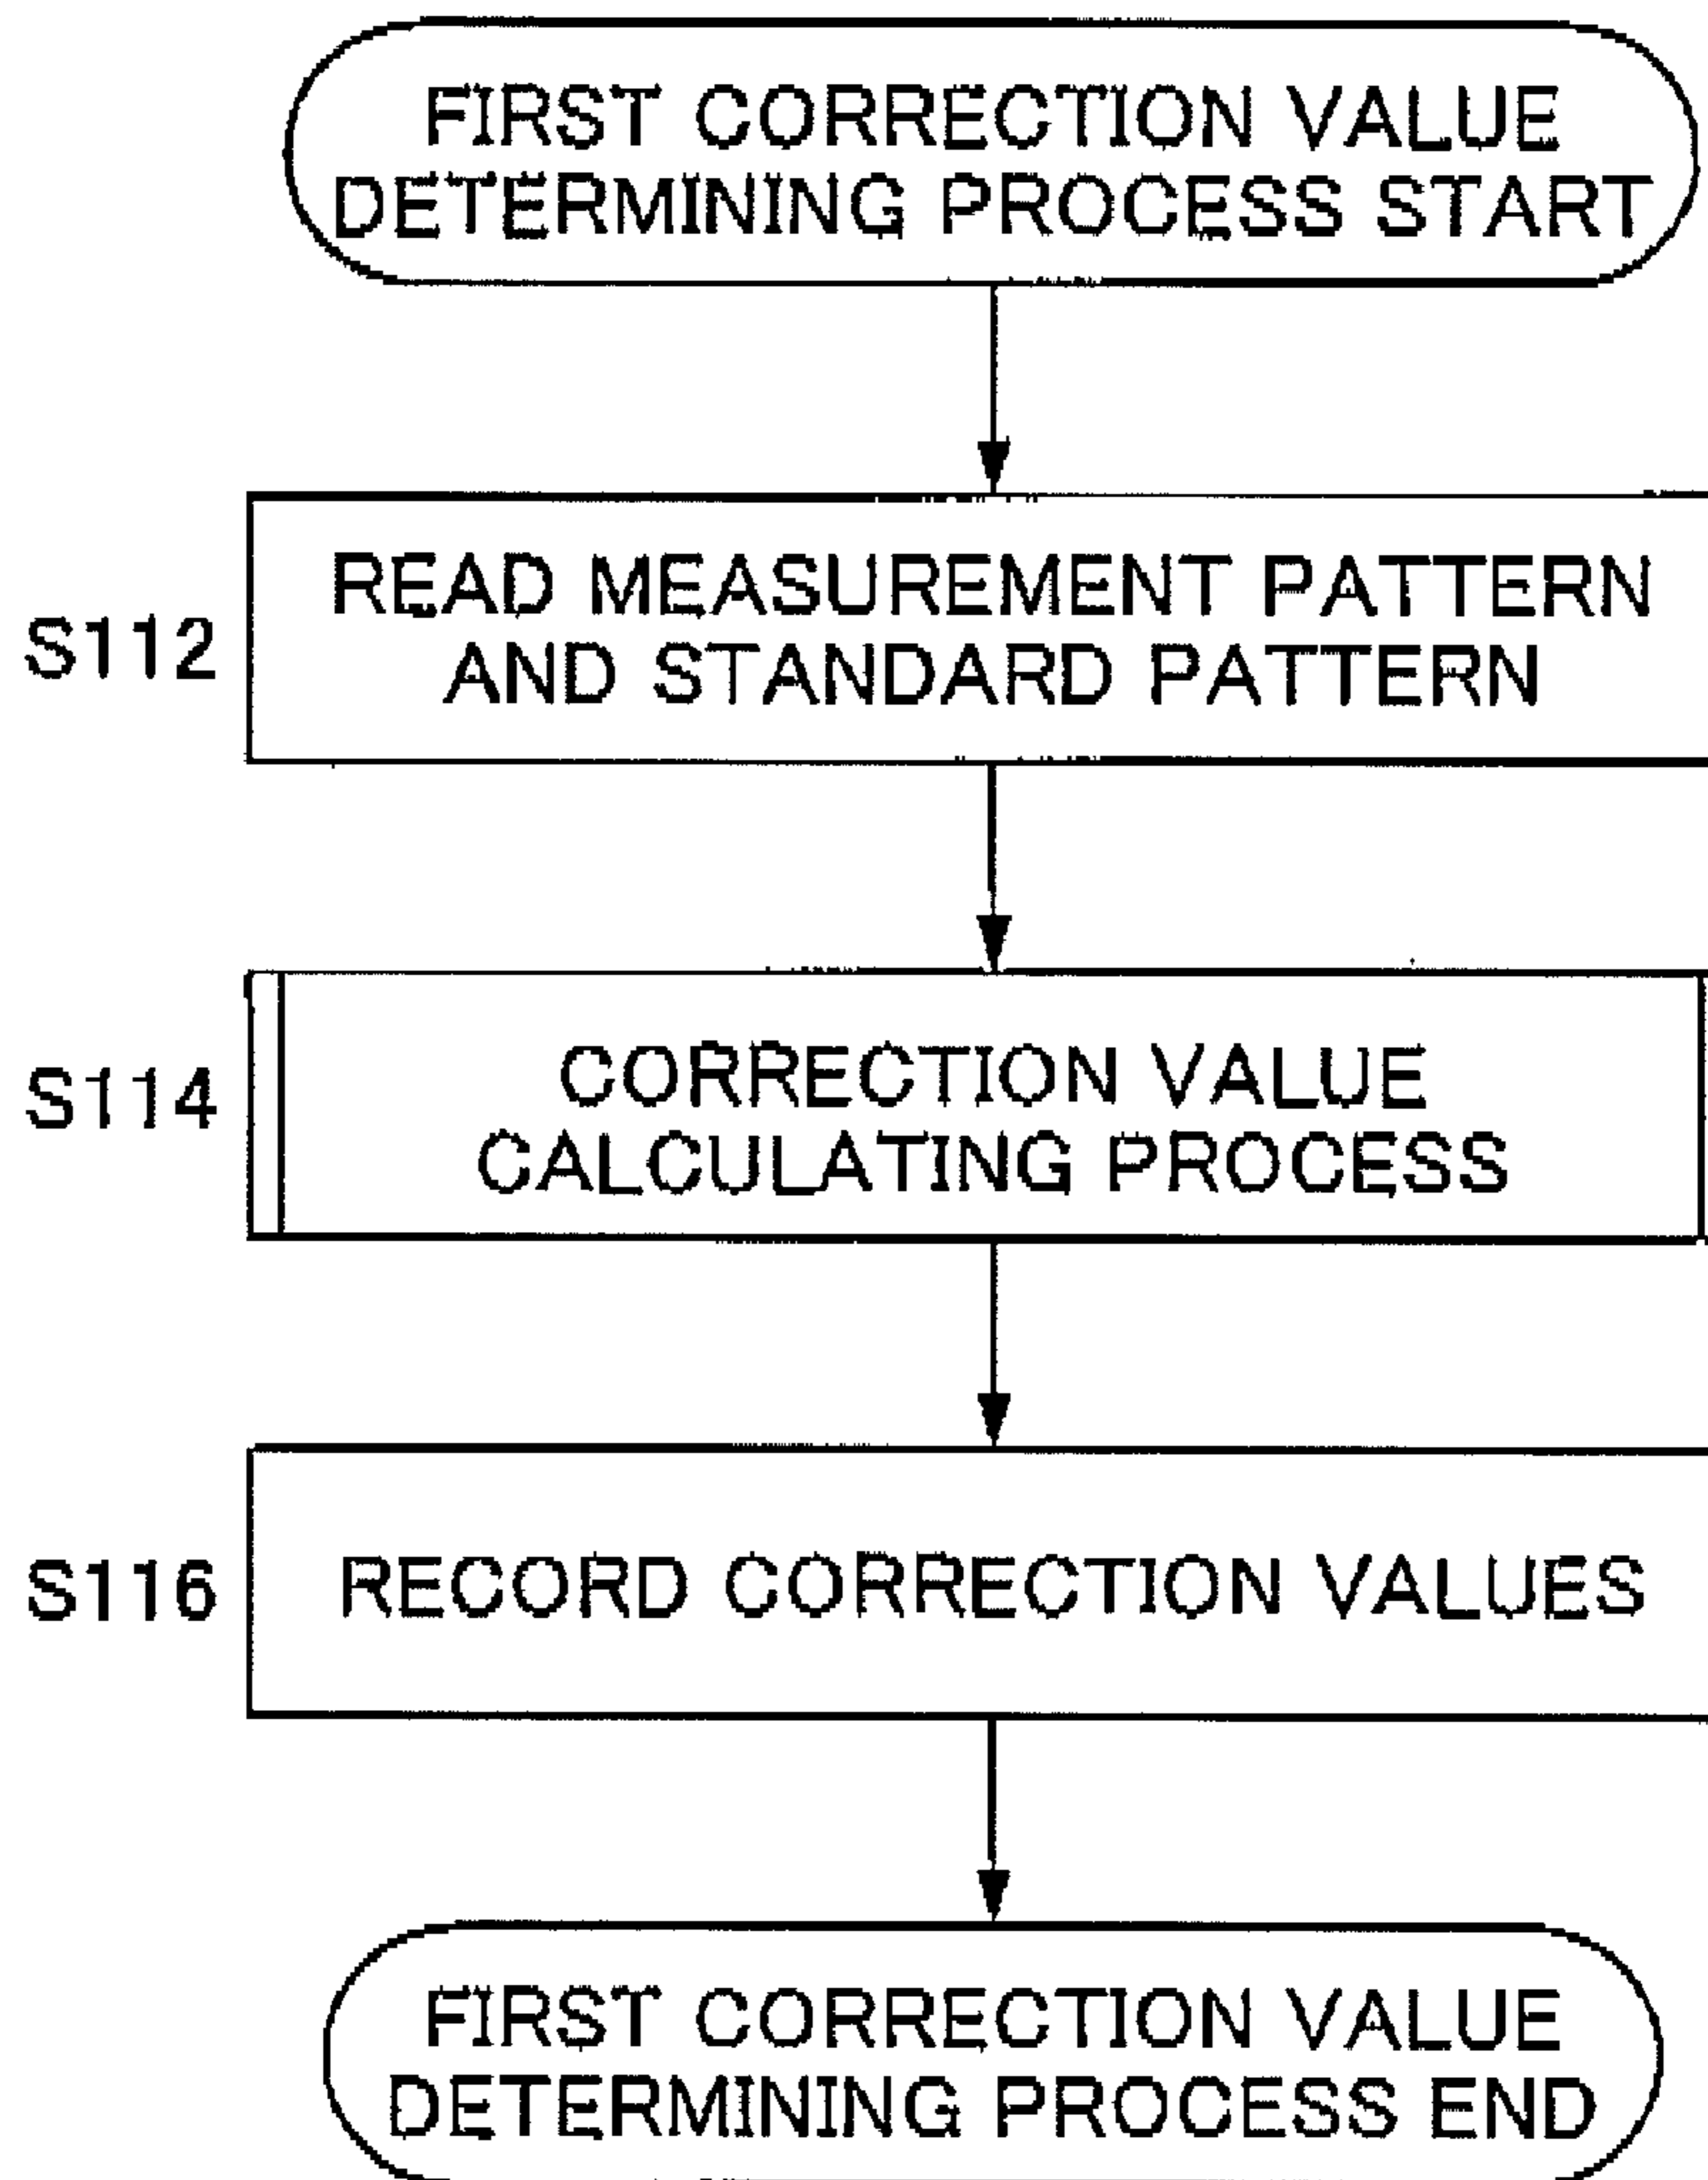 FIRST CORRECTION VALUE
DETERMINING PROCESS START
S112
READ MEASUREMENT PATTERN
AND STANDARD PATTERN
S114
CORRECTION VALUE
CALCULATING PROCESS
S116
RECORD CORRECTION VALUES
FIRST CORRECTION VALUE
DETERMINING PROCESS END